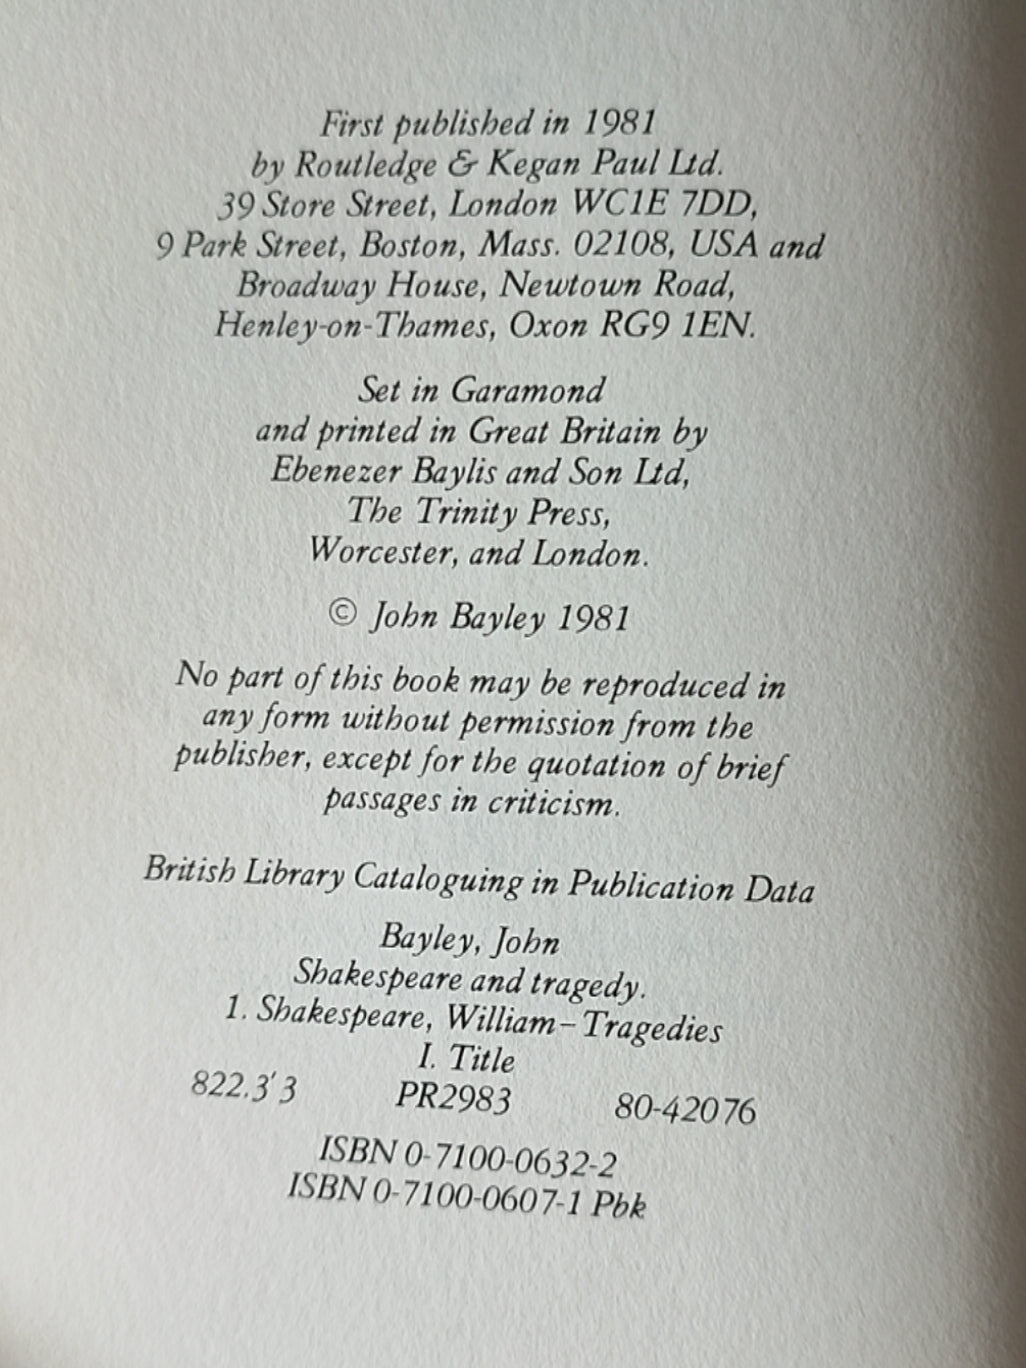 First published in 1981
by Routledge & Kegan Paul Ltd.
39 Store Street, London WC1E 7DD,
9 Park Street, Boston, Mass. 02108, USA and
Broadway House, Newtown Road,
Henley-on-Thames, Oxon RG9 1EN.
Set in Garamond
and printed in Great Britain by
Ebenezer Baylis and Son Ltd,
The Trinity Press,
Worcester, and London.
© John Bayley 1981
No part of this book may be reproduced in
any form without permission from the
publisher, except for the quotation of brief
passages in criticism.
British Library Cataloguing in Publication Data
Bayley, John
Shakespeare and tragedy.
1. Shakespeare, William – Tragedies
I. Title
822.3'3 PR2983 80-42076
ISBN 0-7100-0632-2
ISBN 0-7100-0607-1 Pbk